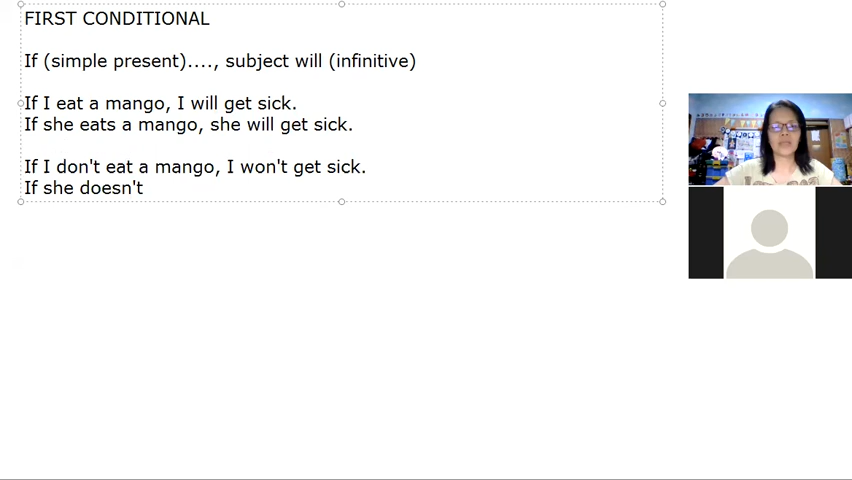 FIRST CONDITIONAL
If (simple present)...., subject will (infinitive)
If I eat a mango, I will get sick.
If she eats a mango, she will get sick.
If I don't eat a mango, I won't get sick.
If she doesn't